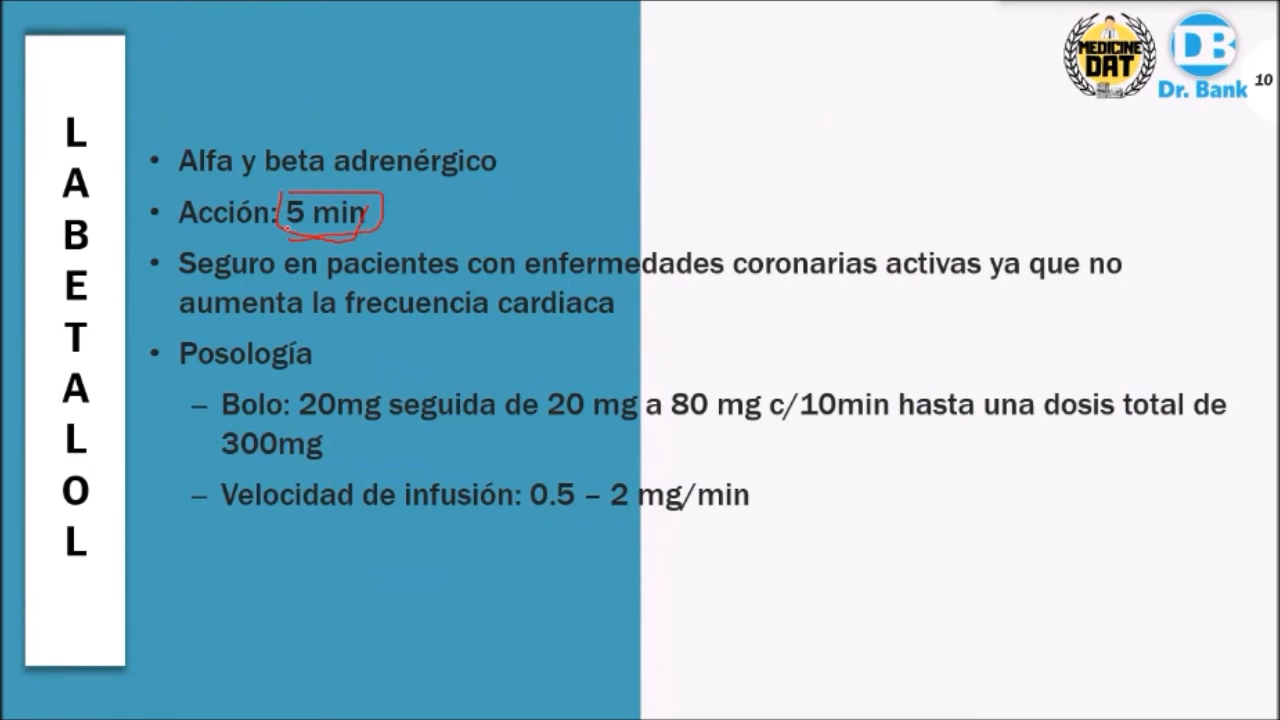 MEDICINE
DAT
DB
Dr. Bank
10
LABETALOL
• Alfa y beta adrenérgico
• Acción: 5 min
• Seguro en pacientes con enfermedades coronarias activas ya que no
aumenta la frecuencia cardiaca
• Posología
– Bolo: 20mg seguida de 20 mg a 80 mg c/10min hasta una dosis total de
300mg
– Velocidad de infusión: 0.5 – 2 mg/min